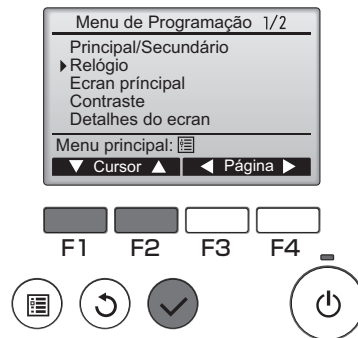 Menu de Programação 1/2
Principal/Secundário
Relógio
Ecran príncipal
Contraste
Detalhes do ecran
Menu principal:
▼ Cursor ▲ ◀ Página ▶
F1 F2 F3 F4